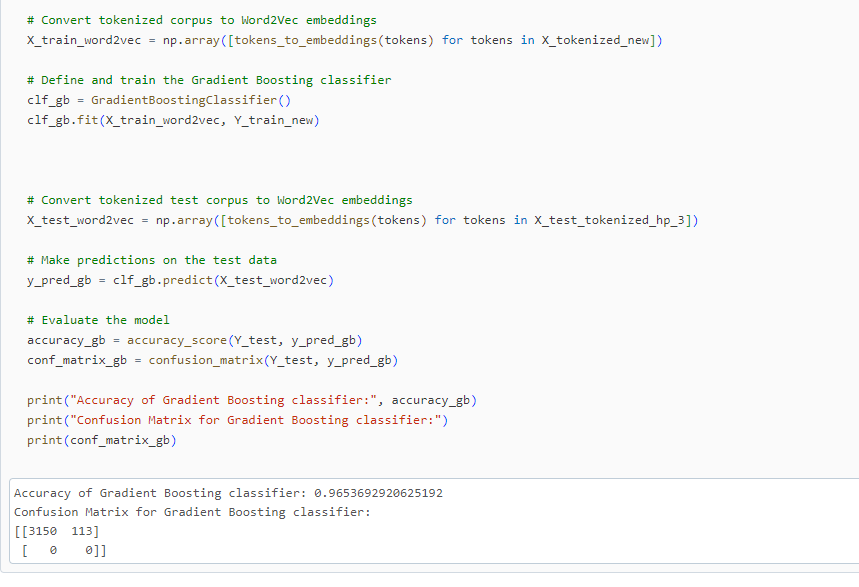 # Convert tokenized corpus to Word2Vec embeddings
X_train_word2vec = np.array([tokens_to_embeddings(tokens) for tokens in X_tokenized_new])
# Define and train the Gradient Boosting classifier
clf_gb = GradientBoostingClassifier()
clf_gb.fit(X_train_word2vec, Y_train_new)
# Convert tokenized test corpus to Word2Vec embeddings
X_test_word2vec = np.array([tokens_to_embeddings(tokens) for tokens in X_test_tokenized_hp_3])
# Make predictions on the test data
y_pred_gb = clf_gb.predict(X_test_word2vec)
# Evaluate the model
accuracy_gb = accuracy_score(Y_test, y_pred_gb)
conf_matrix_gb = confusion_matrix(Y_test, y_pred_gb)
print("Accuracy of Gradient Boosting classifier:", accuracy_gb)
print("Confusion Matrix for Gradient Boosting classifier:")
print(conf_matrix_gb)
Accuracy of Gradient Boosting classifier: 0.9653692920625192
Confusion Matrix for Gradient Boosting classifier:
[[3150  113]
 [   0    0]]